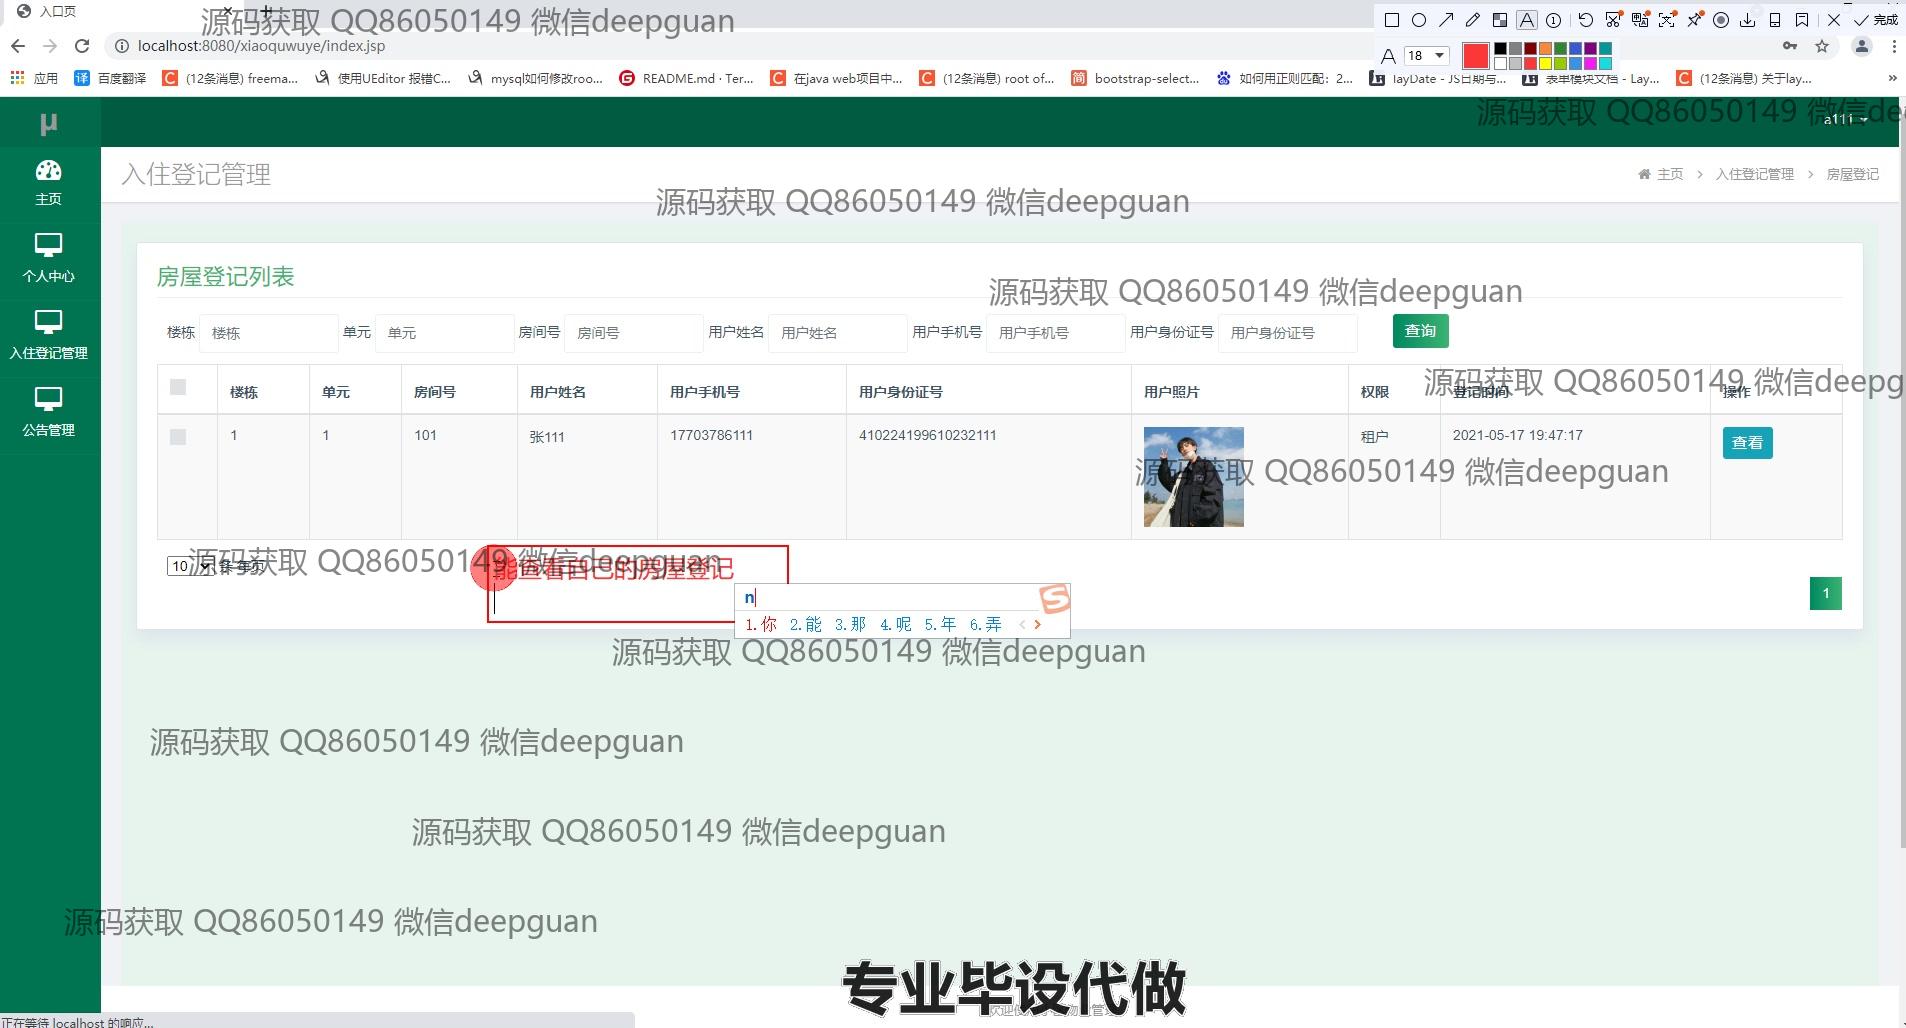 入口页
源码获取 QQ86050149 微信deepguan
完成
localhost:8080/xiaoquwuye/index.jsp
18
应用 百度翻译 (12条消息) freema... 使用UEditor 报错C... mysql如何修改roo... README.md · Ter... 在java web项目中... (12条消息) root of... bootstrap-select... 如何用正则匹配：2... layDate - JS日期与... 表单模块文档 - Lay... (12条消息) 关于lay...
μ
源码获取 QQ86050149 微信de
a111
主页
个人中心
入住登记管理
公告管理
入住登记管理
主页 > 入住登记管理 > 房屋登记
源码获取 QQ86050149 微信deepguan
房屋登记列表
源码获取 QQ86050149 微信deepguan
楼栋 楼栋 单元 单元 房间号 房间号 用户姓名 用户姓名 用户手机号 用户手机号 用户身份证号 用户身份证号 查询
源码获取 QQ86050149 微信deepg
楼栋 单元 房间号 用户姓名 用户手机号 用户身份证号 用户照片 权限 登记时间 操作
1 1 101 张111 17703786111 410224199610232111 租户 2021-05-17 19:47:17 查看
源码获取 QQ86050149 微信deepguan
10 条 每页
源码获取 QQ86050149 微信deepguan
能查看自己的房屋登记
n
1.你 2.能 3.那 4.呢 5.年 6.弄
1
源码获取 QQ86050149 微信deepguan
源码获取 QQ86050149 微信deepguan
源码获取 QQ86050149 微信deepguan
源码获取 QQ86050149 微信deepguan
专业毕设代做
正在等待 localhost 的响应...